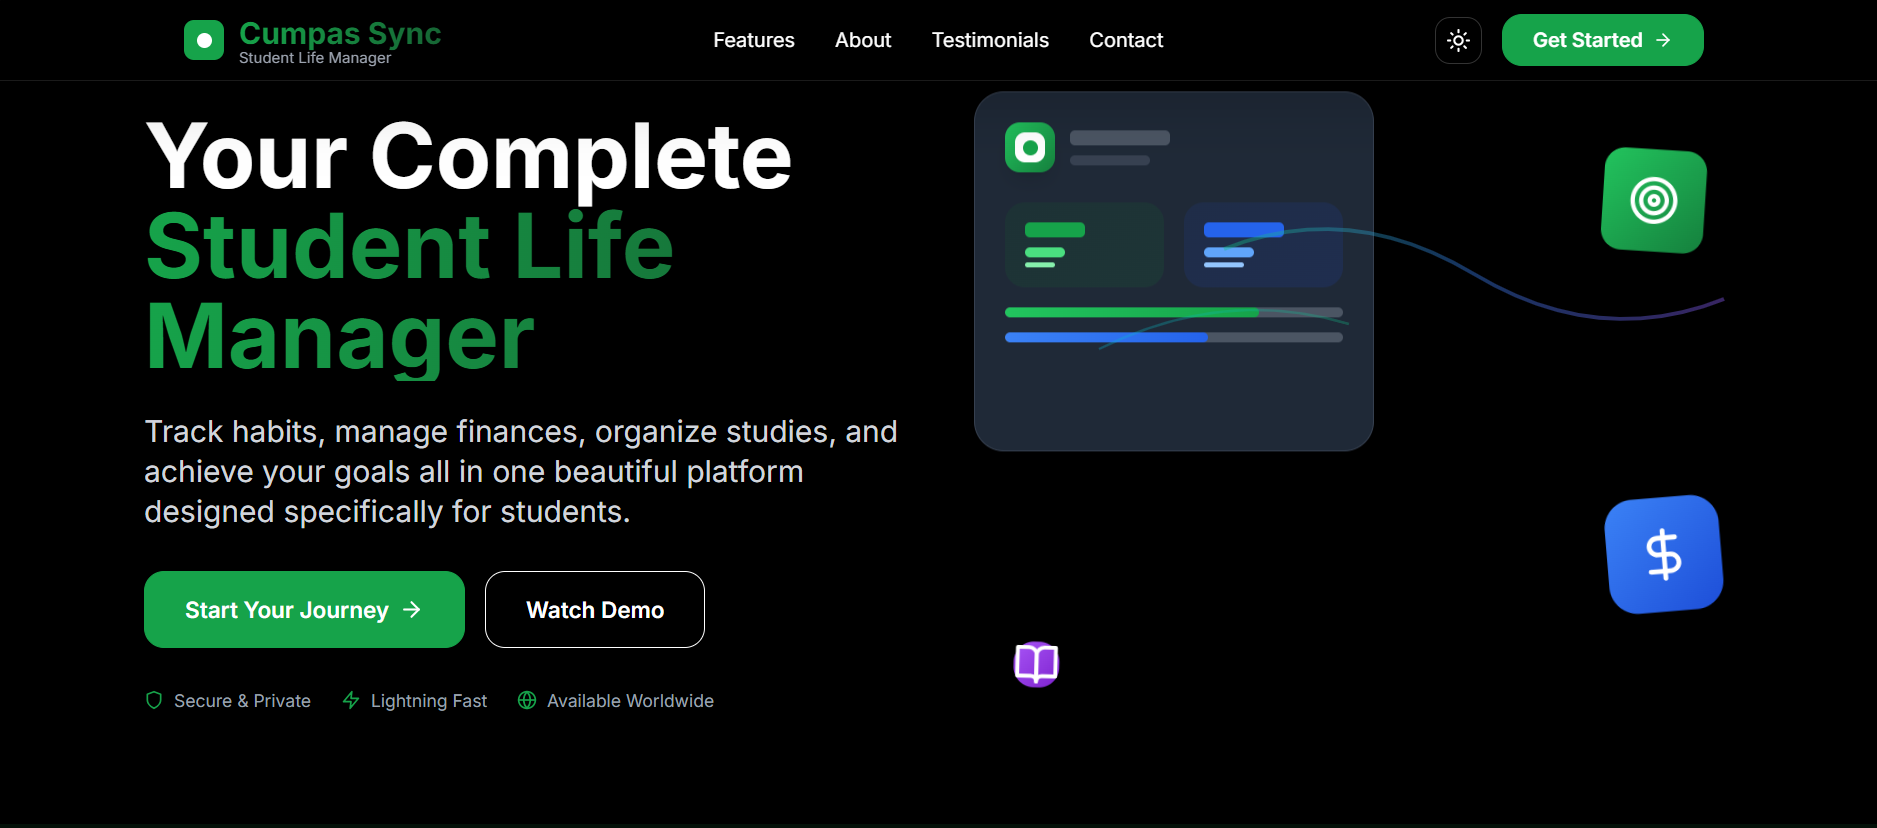 Cumpas Sync
Student Life Manager
Features
About
Testimonials
Contact
Get Started
Your Complete
Student Life
Manager
Track habits, manage finances, organize studies, and
achieve your goals all in one beautiful platform
designed specifically for students.
Start Your Journey
Watch Demo
Secure & Private
Lightning Fast
Available Worldwide
$